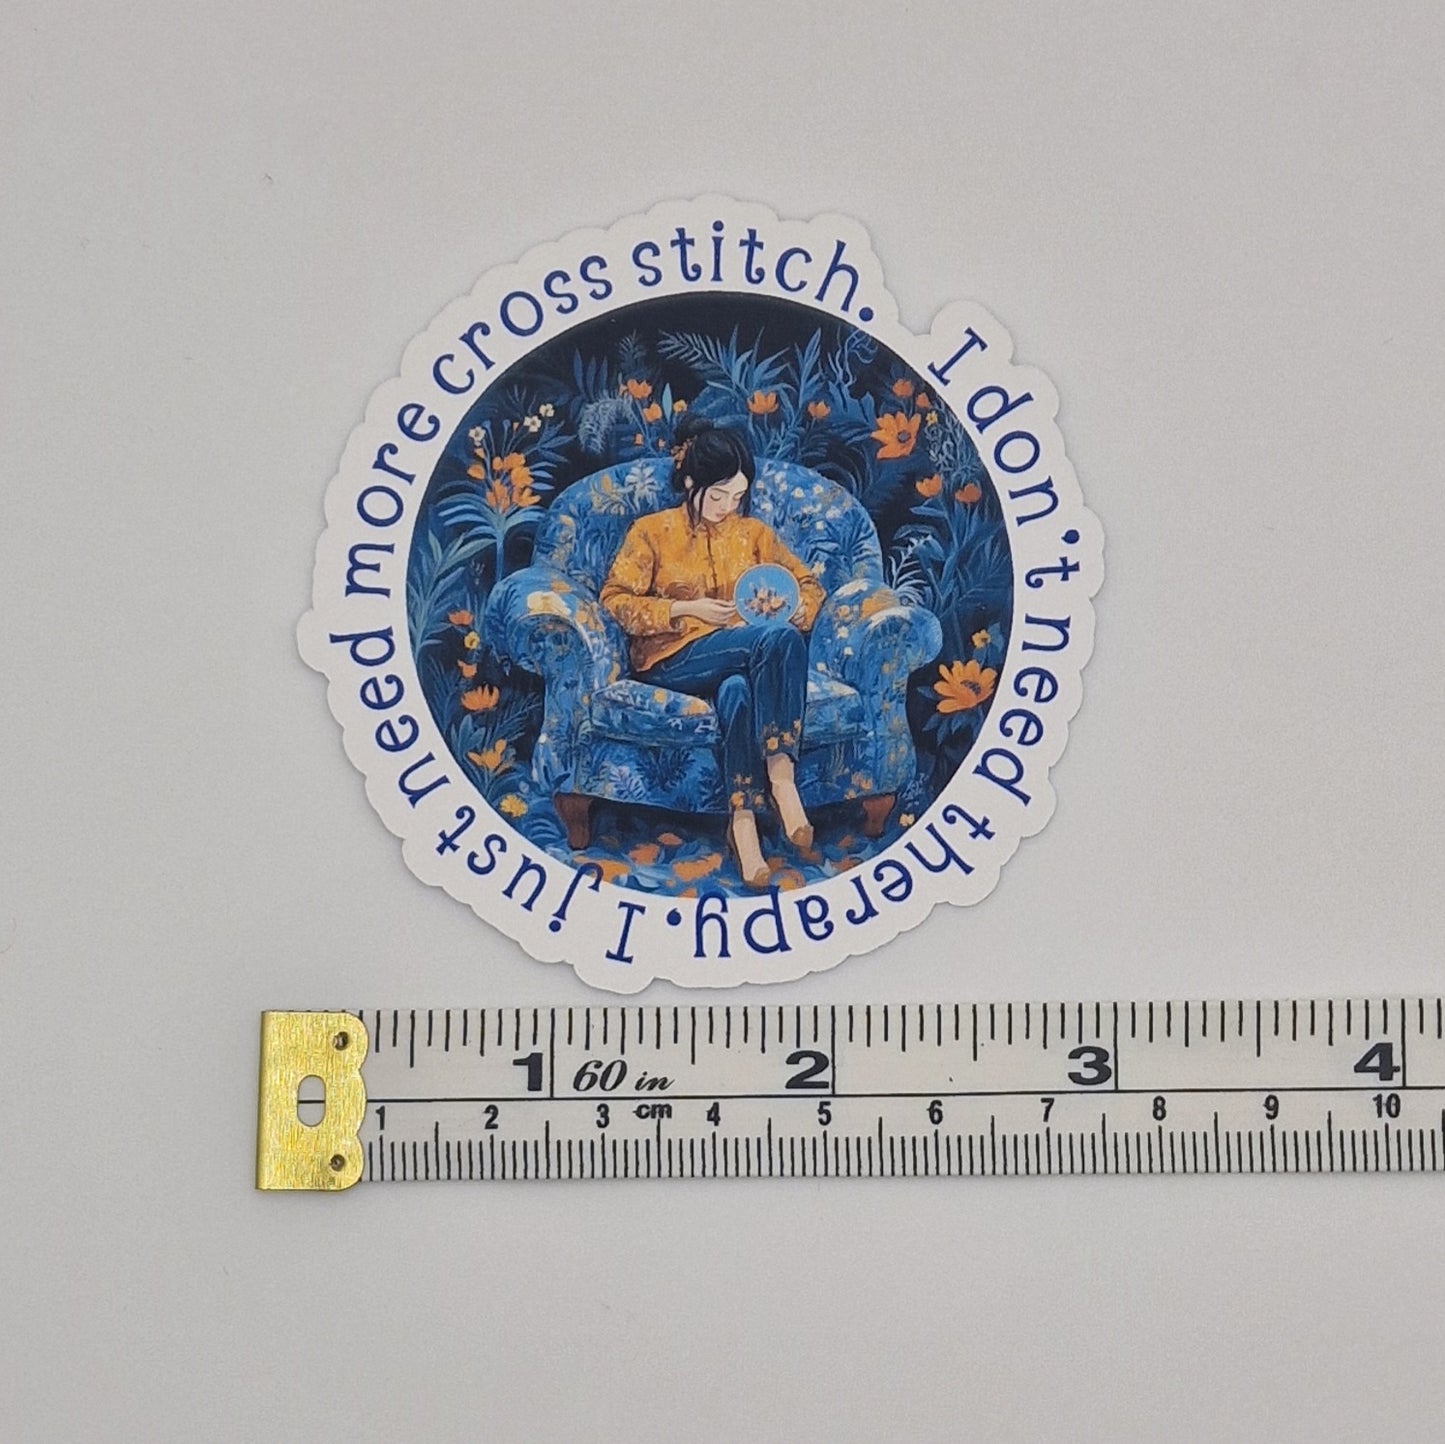 I don't need therapy. I just need more cross stitch.
1 60 in 2 3 4
1 2 3 cm 4 5 6 7 8 9 10